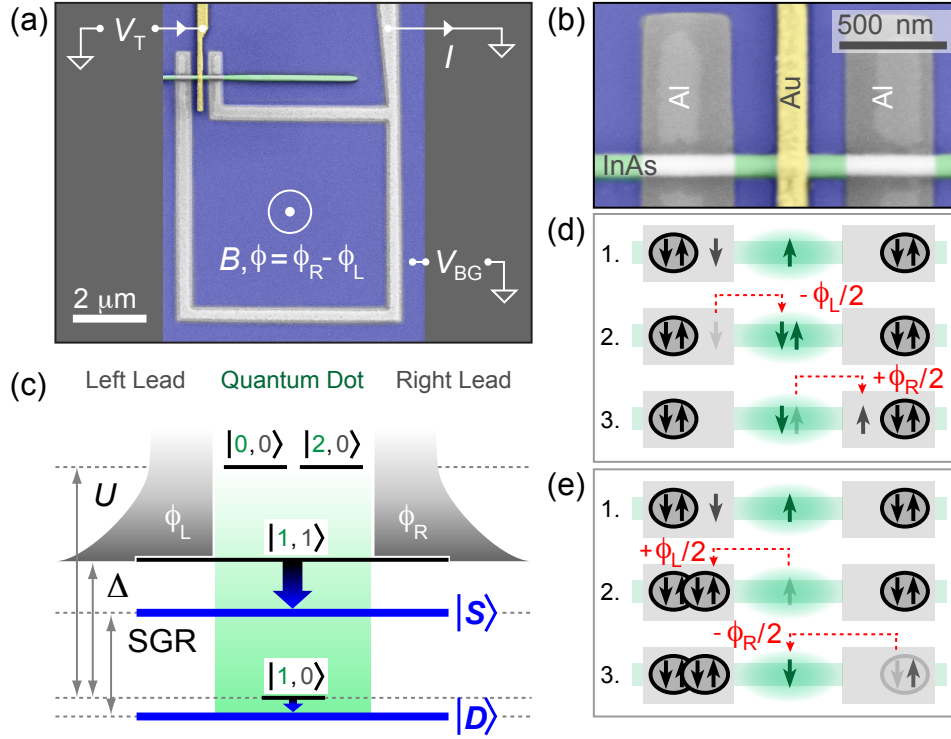 (a)
V_T
I
B, ϕ = ϕ_R - ϕ_L
V_BG
2 μm
(b)
500 nm
Al
Au
Al
InAs
(c)
Left Lead
Quantum Dot
Right Lead
|0,0⟩ |2,0⟩
U
ϕ_L
ϕ_R
|1,1⟩
Δ
|S⟩
SGR
|1,0⟩
|D⟩
(d)
1.
- ϕ_L/2
2.
+ϕ_R/2
3.
(e)
1.
+ϕ_L/2
2.
- ϕ_R/2
3.